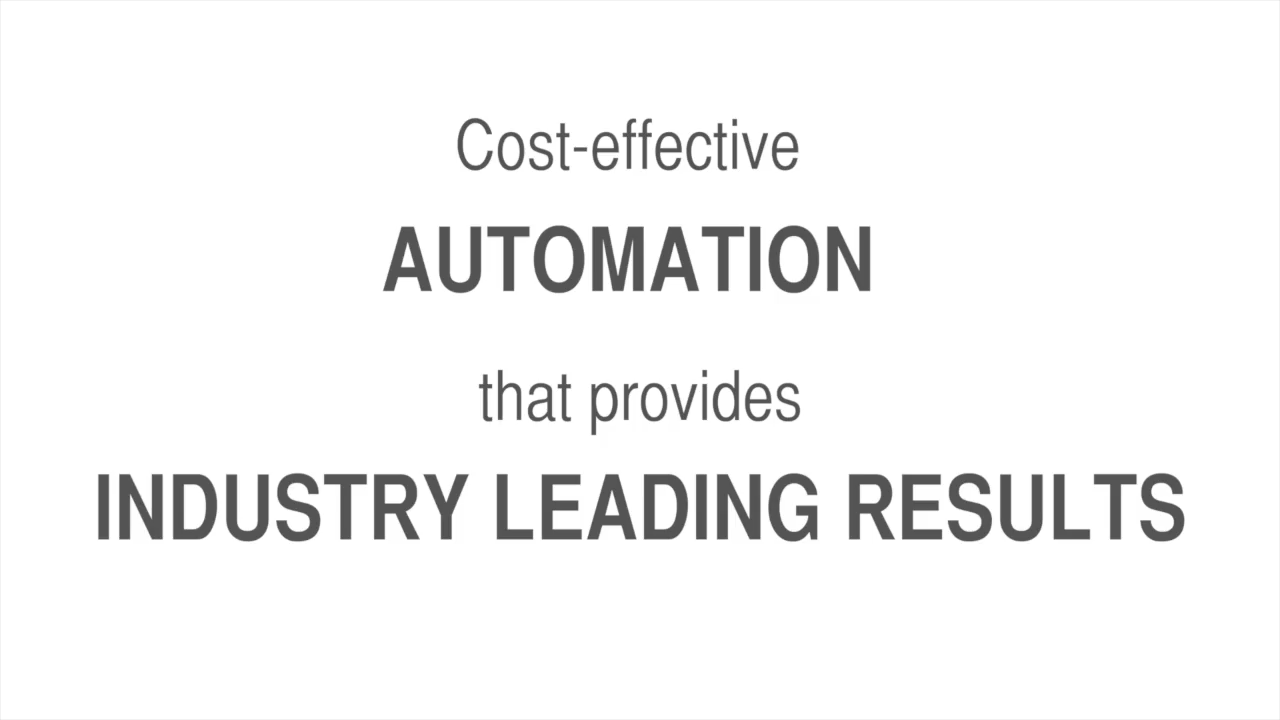 Cost-effective
AUTOMATION
that provides
INDUSTRY LEADING RESULTS